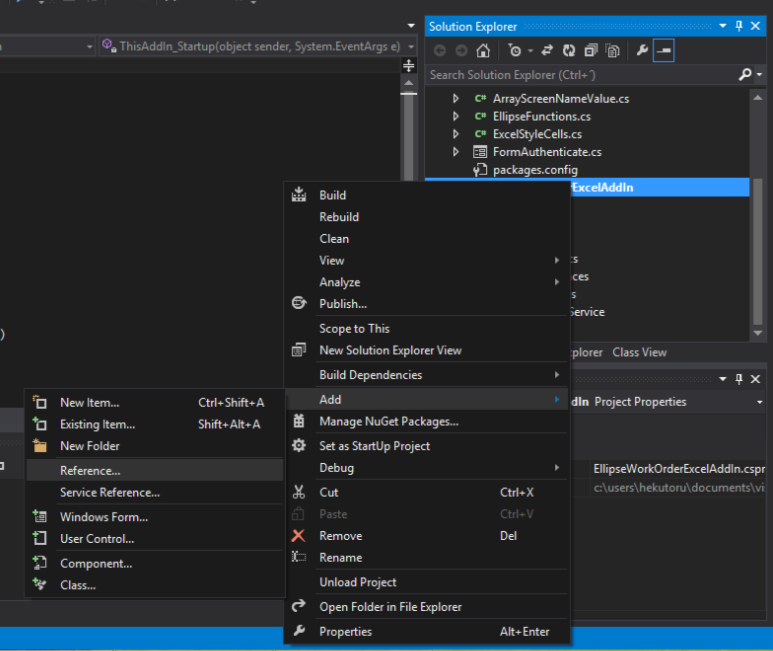 ThisAddIn_Startup(object sender, System.EventArgs e)
Solution Explorer
Search Solution Explorer (Ctrl+¨)
C# ArrayScreenNameValue.cs
C# EllipseFunctions.cs
C# ExcelStyleCells.cs
FormAuthenticate.cs
packages.config
ExcelAddIn
Build
Rebuild
Clean
View
Analyze
Publish...
Scope to This
New Solution Explorer View
Build Dependencies
Add
Manage NuGet Packages...
Set as StartUp Project
Debug
Cut Ctrl+X
Paste Ctrl+V
Remove Del
Rename
Unload Project
Open Folder in File Explorer
Properties Alt+Enter
New Item... Ctrl+Shift+A
Existing Item... Shift+Alt+A
New Folder
Reference...
Service Reference...
Windows Form...
User Control...
Component...
Class...
)
ces
Service
plorer Class View
dIn Project Properties
EllipseWorkOrderExcelAddIn.cspr
c:\users\hekutoru\documents\vi